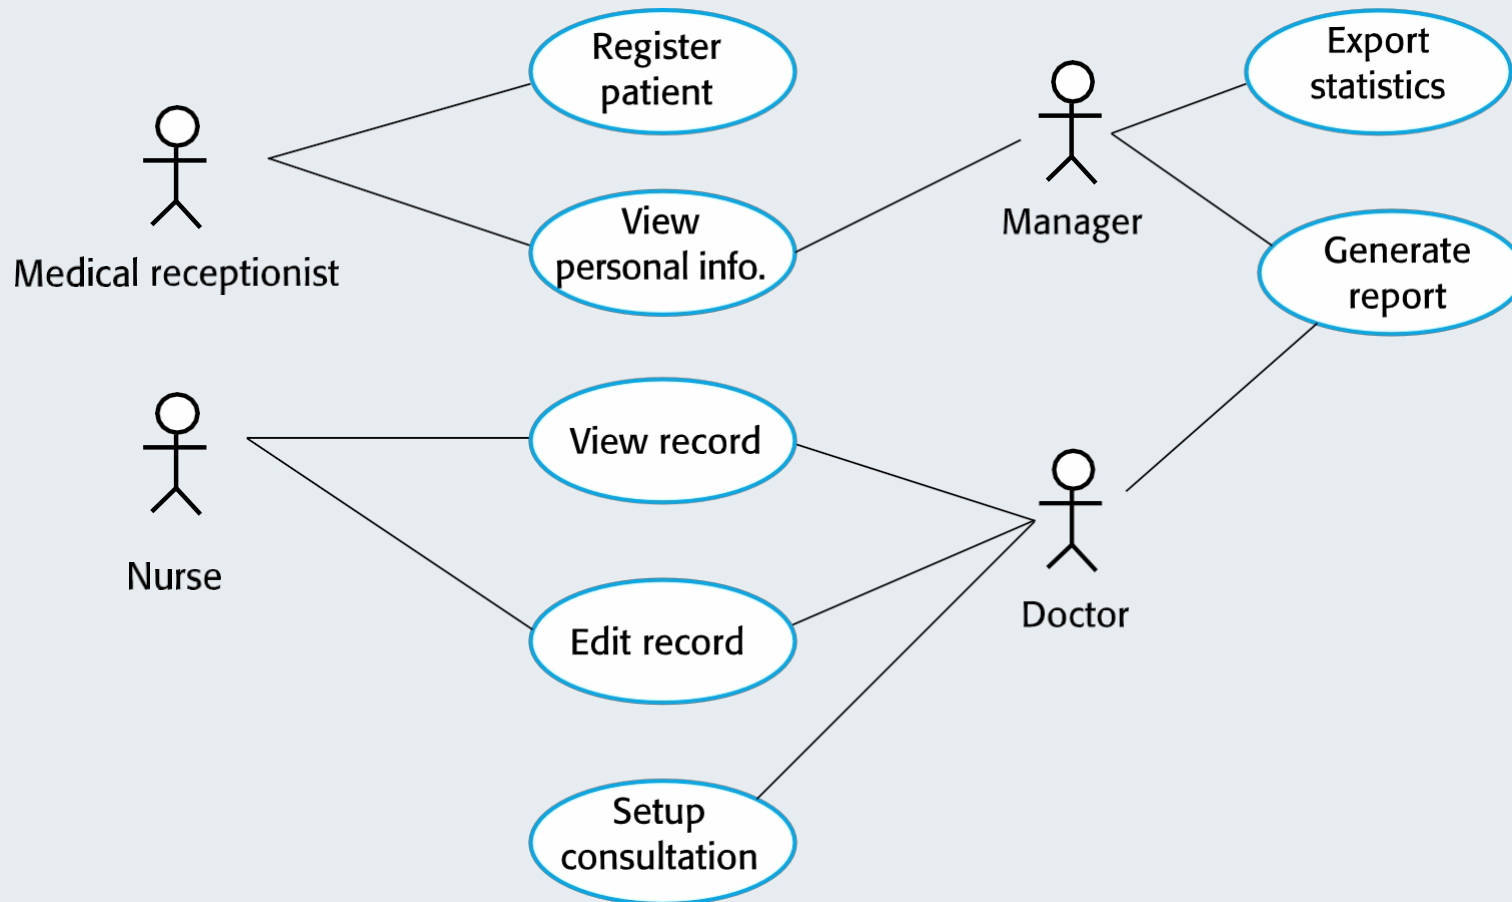 Register
patient
Export
statistics
Medical receptionist
View
personal info.
Manager
Generate
report
View record
Nurse
Edit record
Doctor
Setup
consultation